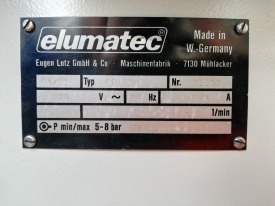 elumatec® Made in
W.-Germany
Eugen Lutz GmbH & Co · Maschinenfabrik · 7130 Mühlacker
Typ Nr.
V ~ Hz A
1/min
P min/max 5-8 bar